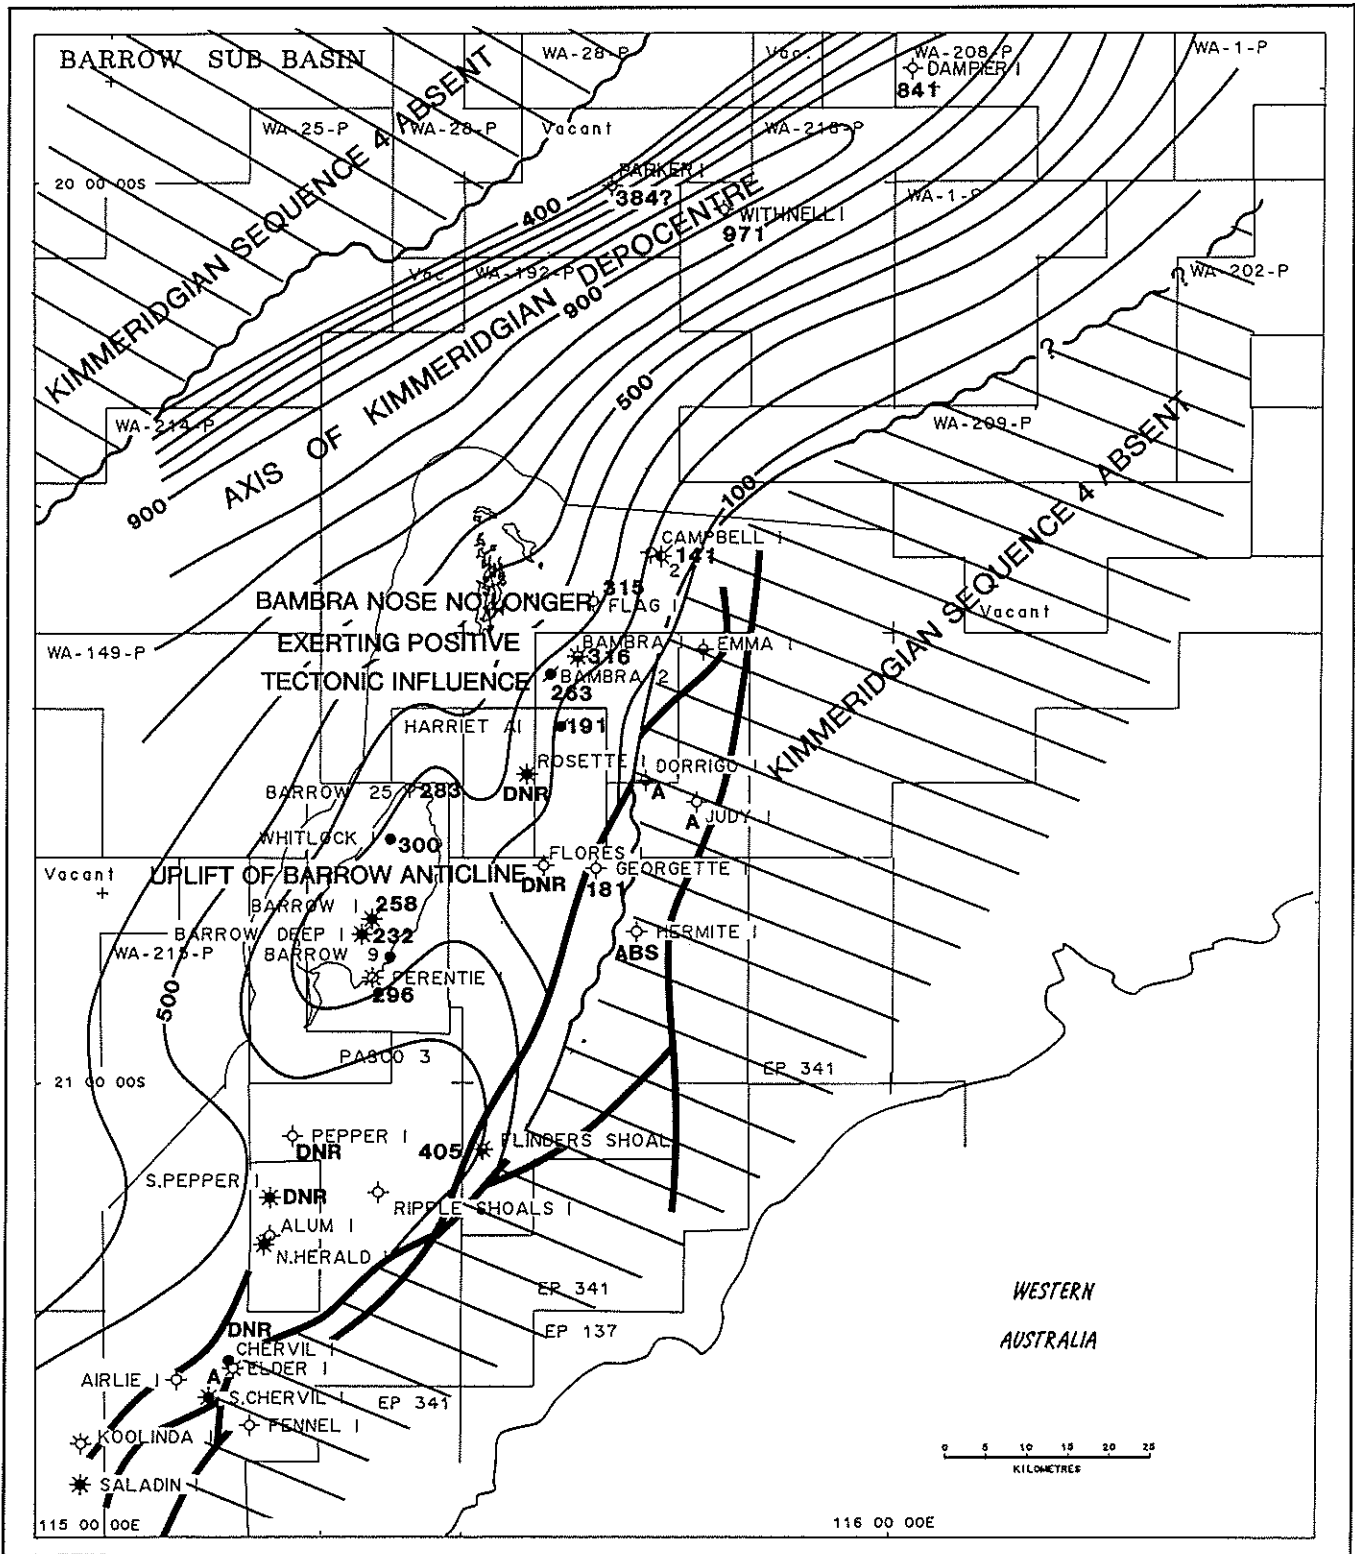 BARROW SUB BASIN
WA-28-P
Vac.
WA-208-P
WA-1-P
DAMPIER 1
841
KIMMERIDGIAN SEQUENCE 4 ABSENT
WA-25-P
WA-28-P
Vacant
WA-218-P
20 00 00S
PARKER 1
384?
400
WA-1-P
WITHNELL 1
971
Vac
WA-192-P
WA-202-P
?
AXIS OF KIMMERIDGIAN DEPOCENTRE
900
?
500
WA-214-P
WA-209-P
KIMMERIDGIAN SEQUENCE 4 ABSENT
900
100
CAMPBELL 1
141
2
315
FLAG 1
BAMBRA NOSE NO LONGER
EXERTING POSITIVE
TECTONIC INFLUENCE
Vacant
WA-149-P
BAMBRA 1
316
EMMA 1
BAMBRA 2
263
HARRIET A1
191
ROSETTE 1
DNR
DORRIGO 1
A
BARROW 25 P
283
JUDY 1
A
WHITLOCK 1
300
Vacant
UPLIFT OF BARROW ANTICLINE
FLORES 1
DNR
GEORGETTE 1
181
BARROW 1
258
BARROW DEEP 1
232
HERMITE 1
ABS
WA-215-P
BARROW 9
PERENTIE 1
296
500
PASCO 3
EP 341
21 00 00S
PEPPER 1
DNR
405
FLINDERS SHOAL
S.PEPPER 1
DNR
RIPPLE SHOALS 1
ALUM 1
N.HERALD 1
EP 341
WESTERN
AUSTRALIA
DNR
EP 137
CHERVIL 1
ELDER 1
AIRLIE 1
A
S.CHERVIL 1
EP 341
FENNEL 1
KOOLINDA 1
SALADIN 1
0 5 10 15 20 25
KILOMETRES
115 00 00E
116 00 00E